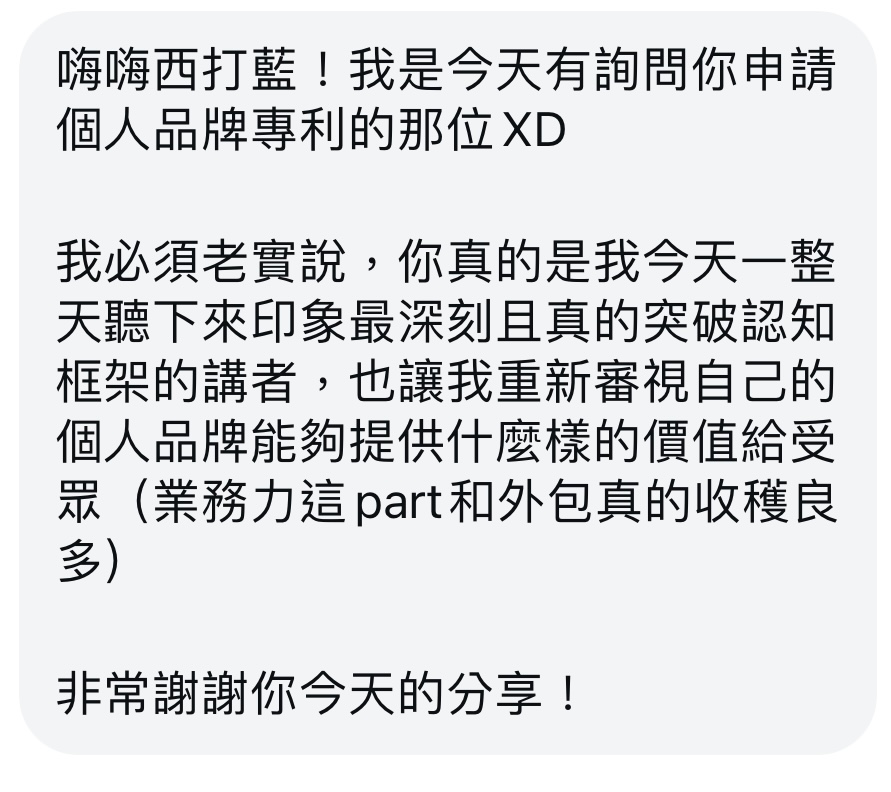 嗨嗨西打藍！我是今天有詢問你申請
個人品牌專利的那位 XD
我必須老實說，你真的是我今天一整
天聽下來印象最深刻且真的突破認知
框架的講者，也讓我重新審視自己的
個人品牌能夠提供什麼樣的價值給受
眾（業務力這 part 和外包真的收穫良
多）
非常謝謝你今天的分享！